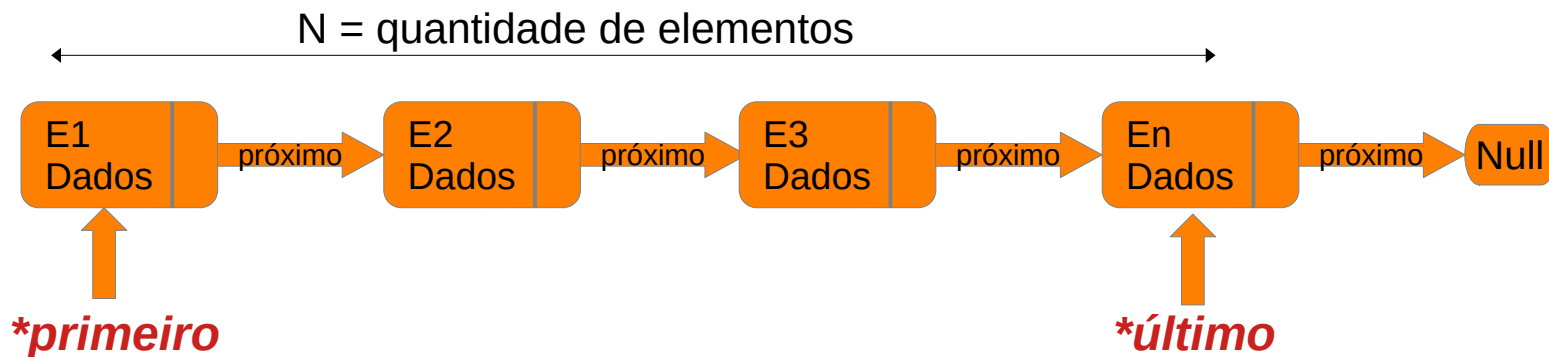 N = quantidade de elementos
E1
Dados
próximo
E2
Dados
próximo
E3
Dados
próximo
En
Dados
próximo
Null
*primeiro
*último